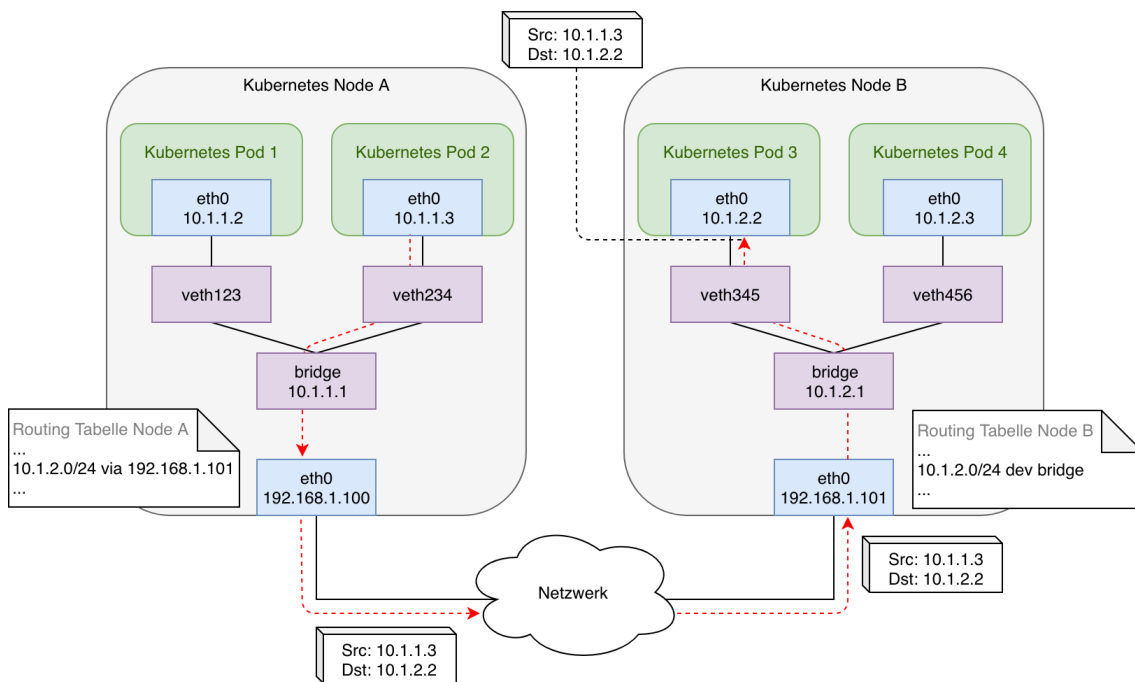 Src: 10.1.1.3
Dst: 10.1.2.2
Kubernetes Node A
Kubernetes Pod 1
eth0
10.1.1.2
Kubernetes Pod 2
eth0
10.1.1.3
veth123
veth234
bridge
10.1.1.1
Routing Tabelle Node A
...
10.1.2.0/24 via 192.168.1.101
...
eth0
192.168.1.100
Kubernetes Node B
Kubernetes Pod 3
eth0
10.1.2.2
Kubernetes Pod 4
eth0
10.1.2.3
veth345
veth456
bridge
10.1.2.1
Routing Tabelle Node B
...
10.1.2.0/24 dev bridge
...
eth0
192.168.1.101
Netzwerk
Src: 10.1.1.3
Dst: 10.1.2.2
Src: 10.1.1.3
Dst: 10.1.2.2